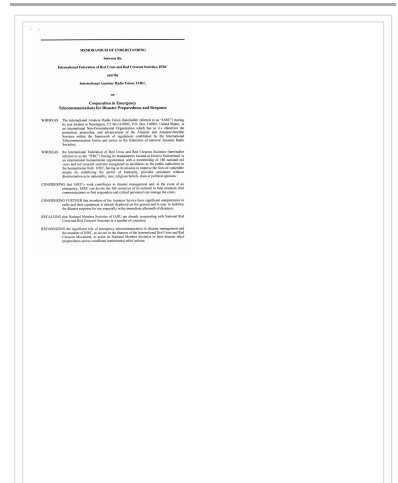 MEMORANDUM OF UNDERSTANDING
between the
International Federation of Red Cross and Red Crescent Societies, IFRC
and the
International Amateur Radio Union, IARU,
on
Cooperation in Emergency
Telecommunications for Disaster Preparedness and Response
WHEREAS The International Amateur Radio Union (hereinafter referred to as "IARU") having
its seat located at Newington, CT 06111-0905, P.O. Box 310905, United States. is
an international Non-Governmental Organization which has as it's objectives the
protection, promotion, and advancement of the Amateur and Amateur-Satellite
Services within the framework of regulations established by the International
Telecommunication Union and serves as the federation of national Amateur Radio
Societies;
WHEREAS the International Federation of Red Cross and Red Crescent Societies (hereinafter
referred to as the "IFRC") having its headquarters located at Geneva Switzerland, is
an international humanitarian organization with a membership of 186 national red
cross and red crescent societies recognized as auxiliaries to the public authorities in
the humanitarian field. IFRC, having as its mission to improve the lives of vulnerable
people by mobilizing the power of humanity, provides assistance without
discrimination as to nationality, race, religious beliefs, class or political opinions ;
CONSIDERING that IARU's work contributes to disaster management and, in the event of an
emergency, IARU can devote the full resources of its network to help maintain vital
communications so first responders and critical personnel can manage the crisis;
CONSIDERING FURTHER that members of the Amateur Service have significant competencies in
radio and their equipment is already deployed on the ground and is easy to mobilize
for disaster response for use especially in the immediate aftermath of disasters;
RECALLING that National Member Societies of IARU are already cooperating with National Red
Cross and Red Crescent Societies in a number of countries;
RECOGNIZING the significant role of emergency telecommunication in disaster management and
the mandate of IFRC, as set out in the Statutes of the International Red Cross and Red
Crescent Movement, to assist its National Member Societies in their disaster relief
preparedness and to coordinate international relief actions;